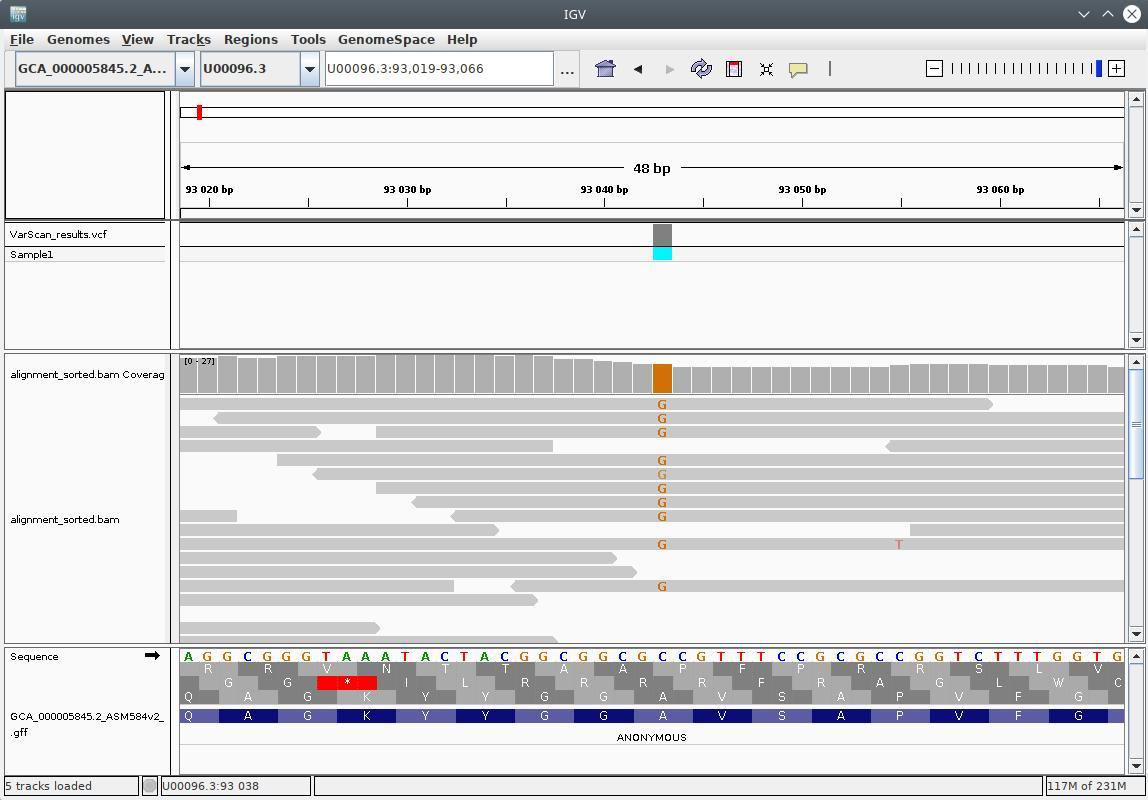 IGV
File Genomes View Tracks Regions Tools GenomeSpace Help
GCA_000005845.2_A... U00096.3 U00096.3:93,019-93,066 ...
48 bp
93 020 bp 93 030 bp 93 040 bp 93 050 bp 93 060 bp
VarScan_results.vcf
Sample1
[0 - 27]
alignment_sorted.bam Coverag
G
G
G
G
G
G
G
G
alignment_sorted.bam
G T
G
Sequence
A G G C G G G T A A A T A C T A C G G C G G C G C C G T T T C C G C G C C G G T C T T T G G T G
R R V N T T A A P F P R R S L V
G G * I L R R R R F R A G L W C
Q A G K Y Y G G A V S A P V F G
GCA_000005845.2_ASM584v2_
.gff
Q A G K Y Y G G A V S A P V F G
ANONYMOUS
5 tracks loaded U00096.3:93 038 117M of 231M